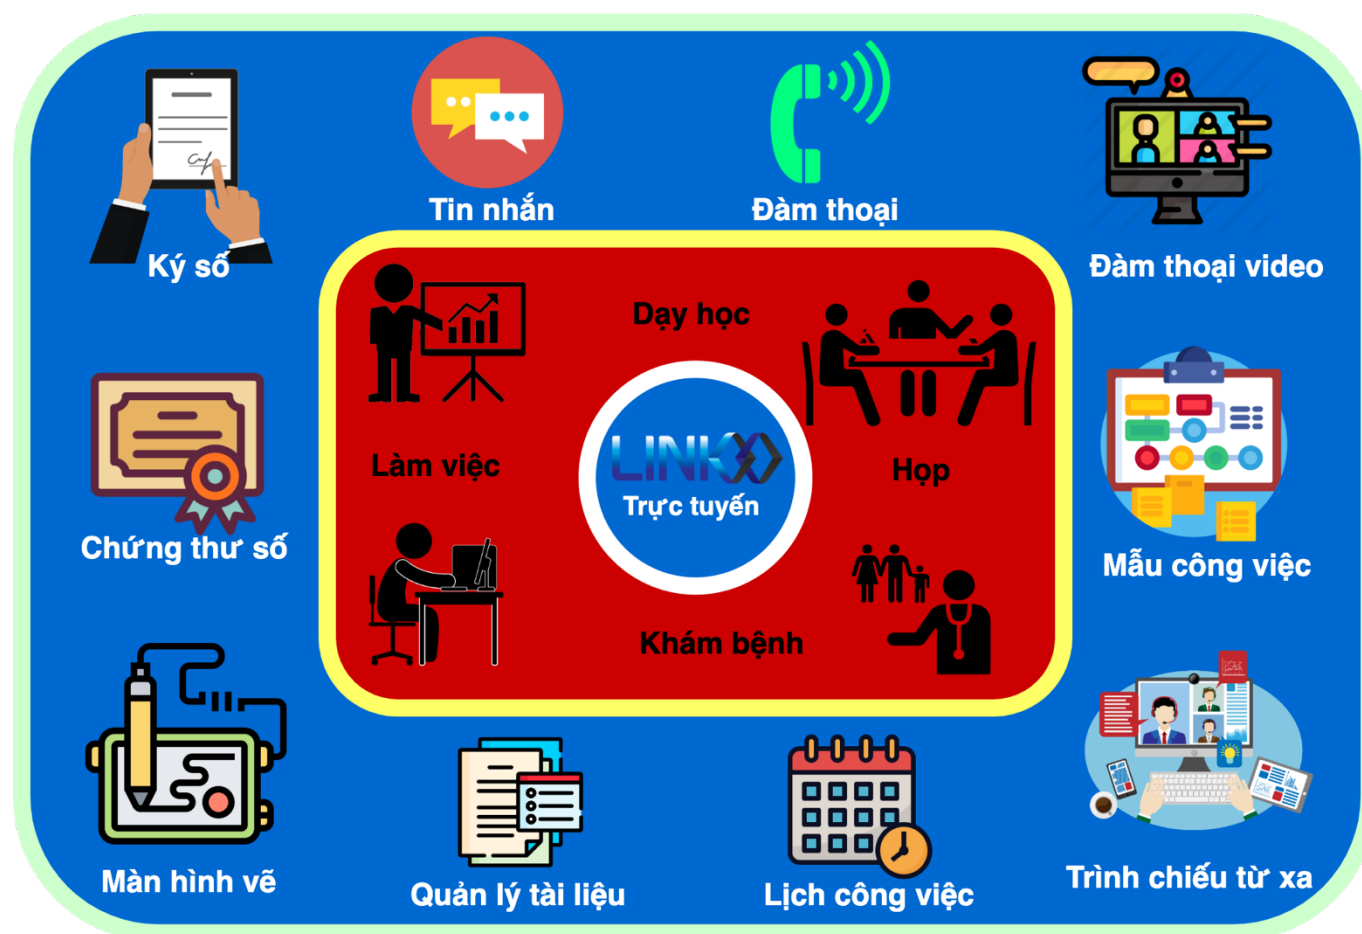 Tin nhắn
Đàm thoại
Ký số
Đàm thoại video
Dạy học
Làm việc
LINK
Trực tuyến
Họp
Chứng thư số
Mẫu công việc
Khám bệnh
Màn hình vẽ
Quản lý tài liệu
Lịch công việc
Trình chiếu từ xa